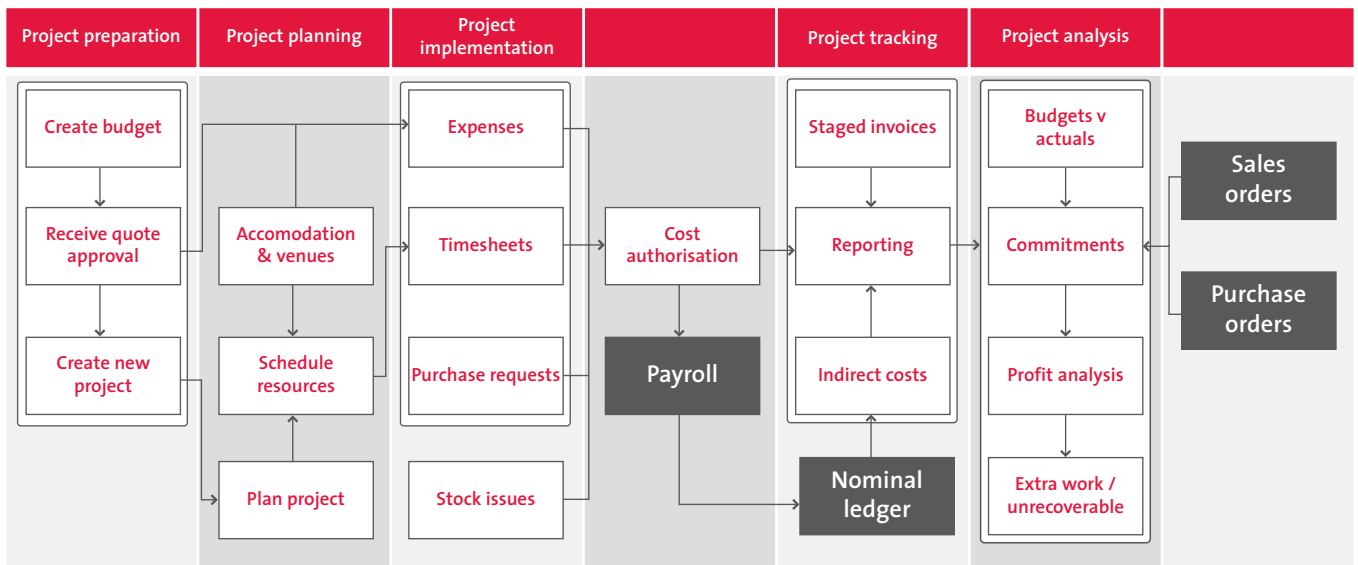 Project preparation
Project planning
Project
implementation
Project tracking
Project analysis
Create budget
Receive quote
approval
Create new
project
Accomodation
& venues
Schedule
resources
Plan project
Expenses
Timesheets
Purchase requests
Stock issues
Cost
authorisation
Payroll
Staged invoices
Reporting
Indirect costs
Nominal
ledger
Budgets v
actuals
Commitments
Profit analysis
Extra work /
unrecoverable
Sales
orders
Purchase
orders